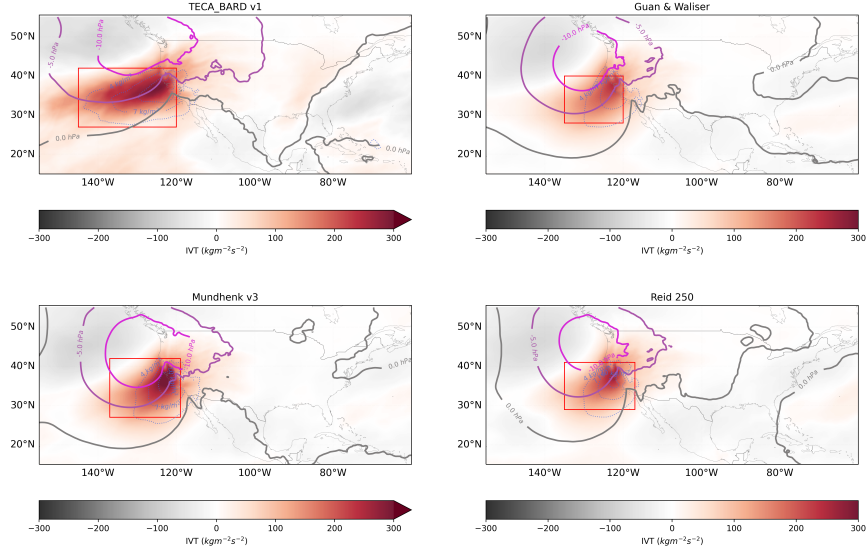 TECA_BARD v1
50°N
40°N
30°N
20°N
-5.0 hPa
-10.0 hPa
0.0 hPa
0.0 hPa
140°W 120°W 100°W 80°W
−300 −200 −100 0 100 200 300
IVT (kgm⁻²s⁻²)
Guan & Waliser
50°N
40°N
30°N
20°N
-10.0 hPa
-5.0 hPa
0.0 hPa
140°W 120°W 100°W 80°W
−300 −200 −100 0 100 200 300
IVT (kgm⁻²s⁻²)
Mundhenk v3
50°N
40°N
30°N
20°N
-5.0 hPa
-10.0 hPa
0.0 hPa
0.0 hPa
140°W 120°W 100°W 80°W
−300 −200 −100 0 100 200 300
IVT (kgm⁻²s⁻²)
Reid 250
50°N
40°N
30°N
20°N
-5.0 hPa
-10.0 hPa
0.0 hPa
0.0 hPa
140°W 120°W 100°W 80°W
−300 −200 −100 0 100 200 300
IVT (kgm⁻²s⁻²)